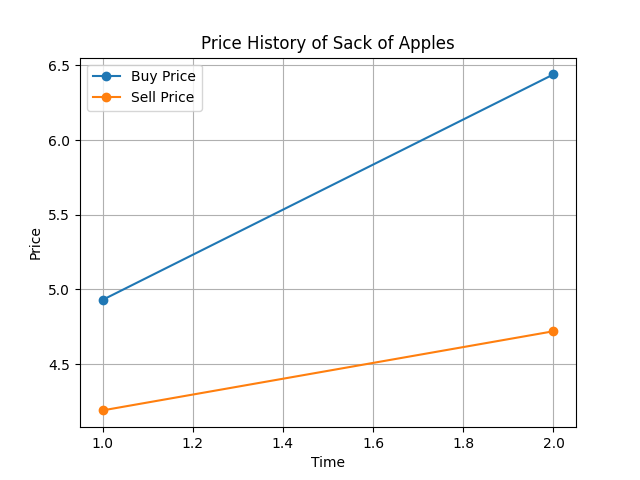 Price History of Sack of Apples
Buy Price
Sell Price
6.5
6.0
5.5
5.0
4.5
Price
1.0 1.2 1.4 1.6 1.8 2.0
Time